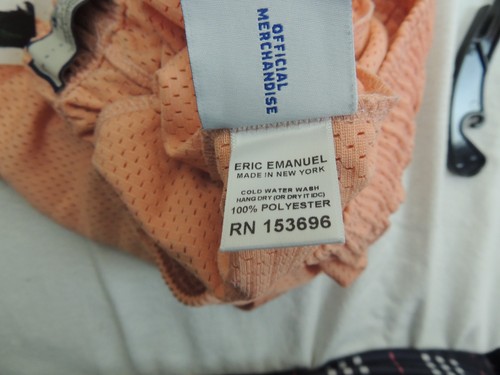 OFFICIAL
MERCHANDISE
ERIC EMANUEL
MADE IN NEW YORK
COLD WATER WASH
HANG DRY (OR DRY IT IDC)
100% POLYESTER
RN 153696